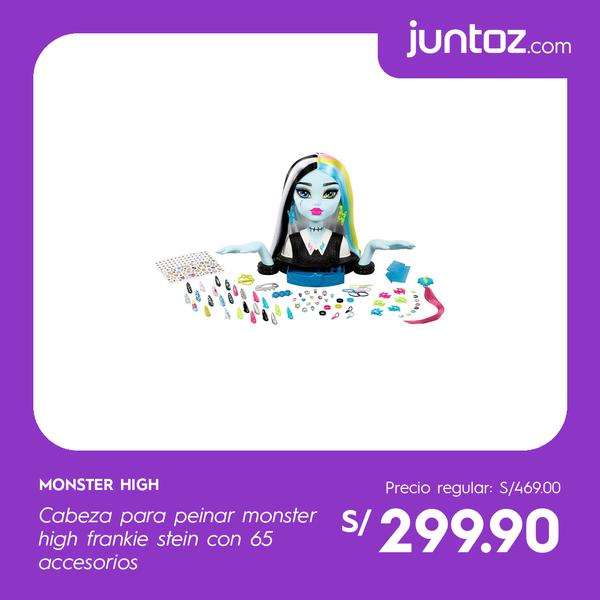 juntoz.com
MONSTER HIGH
Cabeza para peinar monster
high frankie stein con 65
accesorios
Precio regular: S/469.00
S/299.90